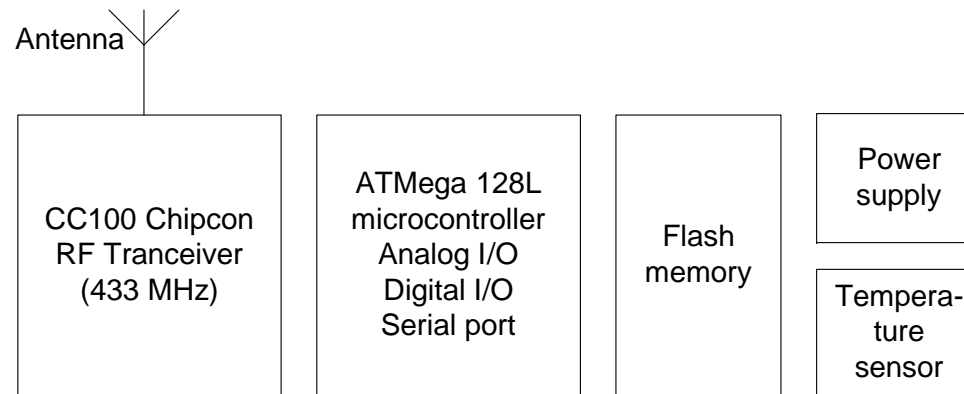 Antenna
CC100 Chipcon
RF Tranceiver
(433 MHz)
ATMega 128L
microcontroller
Analog I/O
Digital I/O
Serial port
Flash
memory
Power
supply
Tempera-
ture
sensor